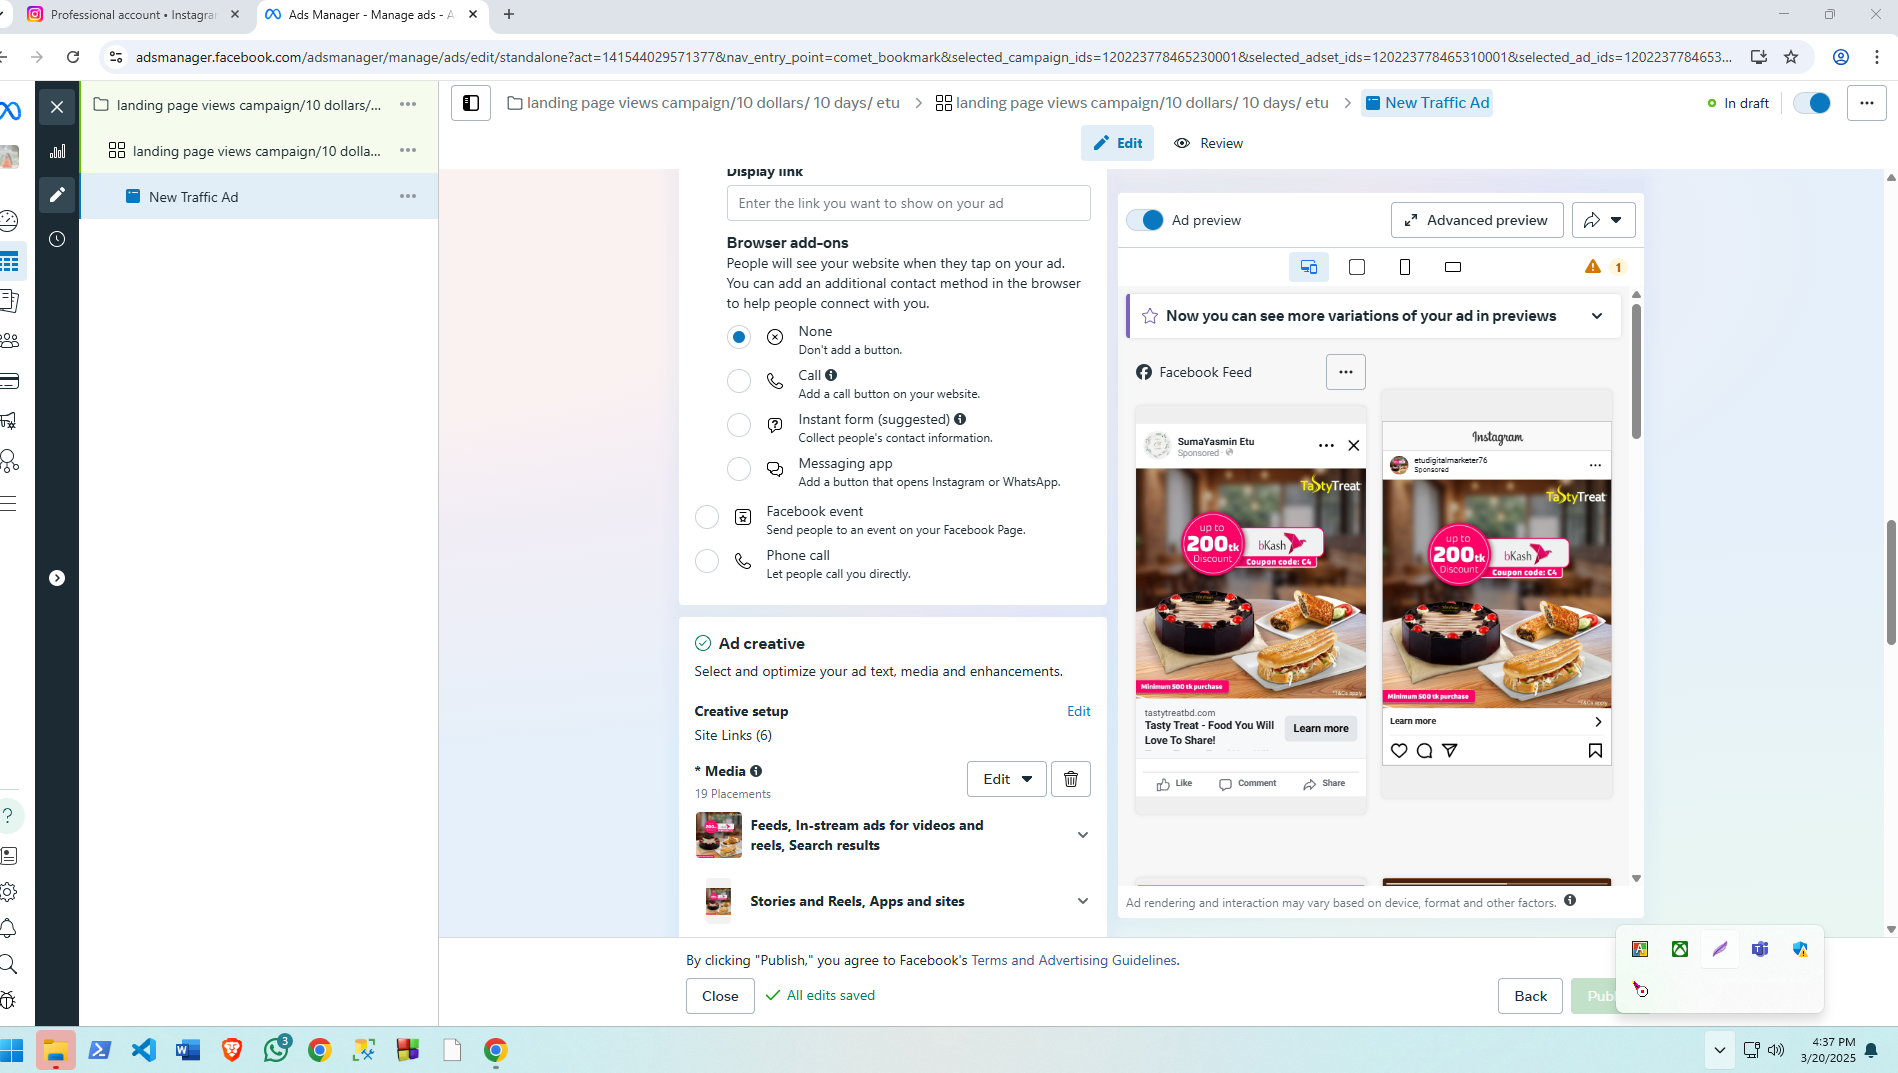 Professional account • Instagram
Ads Manager - Manage ads - A
adsmanager.facebook.com/adsmanager/manage/ads/edit/standalone?act=141544029571377&nav_entry_point=comet_bookmark&selected_campaign_ids=120223778465230001&selected_adset_ids=120223778465310001&selected_ad_ids=1202237784653...
landing page views campaign/10 dollars/...
landing page views campaign/10 dolla...
New Traffic Ad
landing page views campaign/10 dollars/ 10 days/ etu
landing page views campaign/10 dollars/ 10 days/ etu
New Traffic Ad
In draft
Edit
Review
Display link
Enter the link you want to show on your ad
Browser add-ons
People will see your website when they tap on your ad.
You can add an additional contact method in the browser
to help people connect with you.
None
Don't add a button.
Call
Add a call button on your website.
Instant form (suggested)
Collect people's contact information.
Messaging app
Add a button that opens Instagram or WhatsApp.
Facebook event
Send people to an event on your Facebook Page.
Phone call
Let people call you directly.
Ad creative
Select and optimize your ad text, media and enhancements.
Creative setup
Edit
Site Links (6)
* Media
19 Placements
Edit
Feeds, In-stream ads for videos and
reels, Search results
Stories and Reels, Apps and sites
Ad preview
Advanced preview
1
Now you can see more variations of your ad in previews
Facebook Feed
SumaYasmin Etu
Sponsored ·
TastyTreat
up to
200tk
Discount
bKash
Coupon code: C4
Minimum 500 tk purchase
*T&Cs apply
tastytreatbd.com
Tasty Treat - Food You Will
Love To Share!
Learn more
Like
Comment
Share
Instagram
etudigitalmarketer76
Sponsored
TastyTreat
up to
200tk
Discount
bKash
Coupon code: C4
Minimum 500 tk purchase
*T&Cs apply
Learn more
Ad rendering and interaction may vary based on device, format and other factors.
By clicking "Publish," you agree to Facebook's Terms and Advertising Guidelines.
Close
All edits saved
Back
Publ
3
4:37 PM
3/20/2025